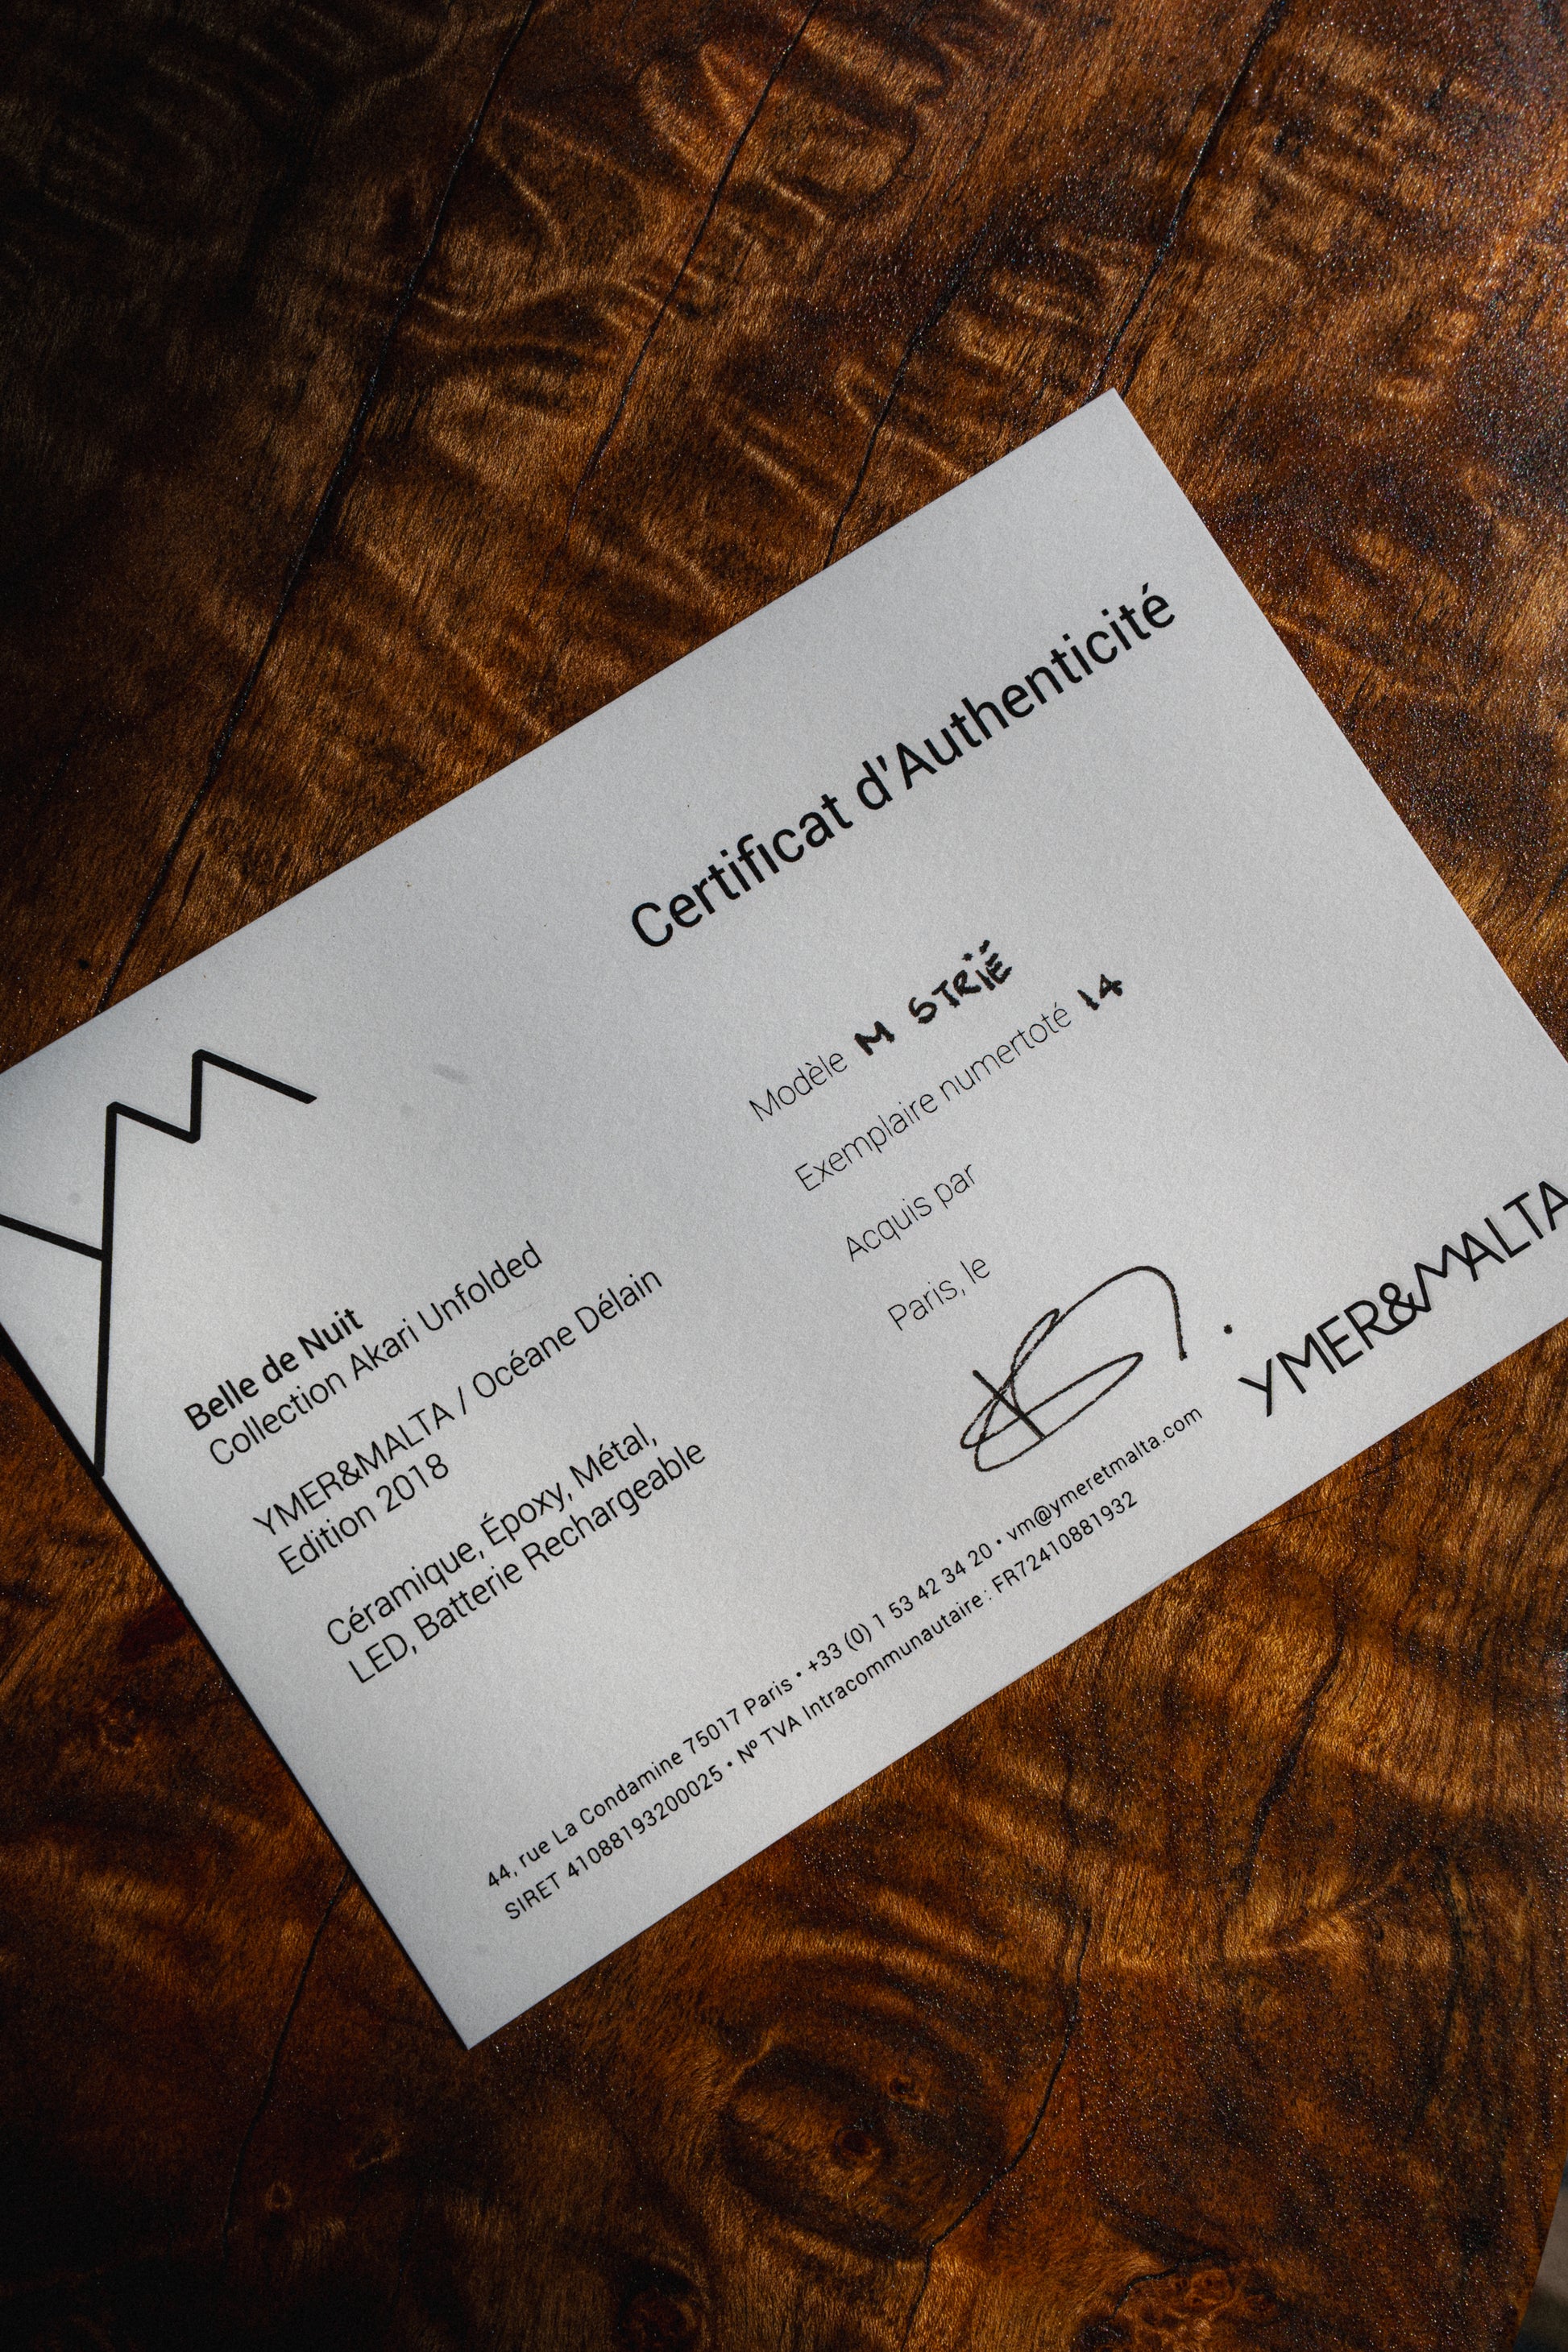 YM
Certificat d'Authenticité
Belle de Nuit
Collection Akari Unfolded
YMER&MALTA / Océane Délain
Edition 2018
Céramique, Époxy, Métal,
LED, Batterie Rechargeable
Modèle M STRIÉ
Exemplaire numertoté 14
Acquis par
Paris, le
44, rue La Condamine 75017 Paris • +33 (0) 1 53 42 34 20 • vm@ymeretmalta.com
SIRET 41088193200025 • Nº TVA Intracommunautaire : FR72410881932
YMER&MALTA